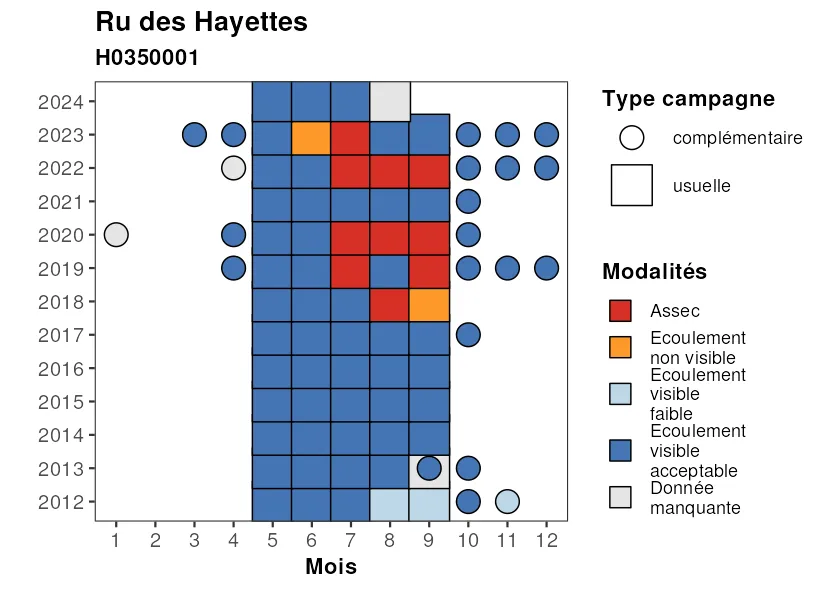 Ru des Hayettes
H0350001
2024
2023
2022
2021
2020
2019
2018
2017
2016
2015
2014
2013
2012
1 2 3 4 5 6 7 8 9 10 11 12
Mois
Type campagne
complémentaire
usuelle
Modalités
Assec
Ecoulement
non visible
Ecoulement
visible
faible
Ecoulement
visible
acceptable
Donnée
manquante